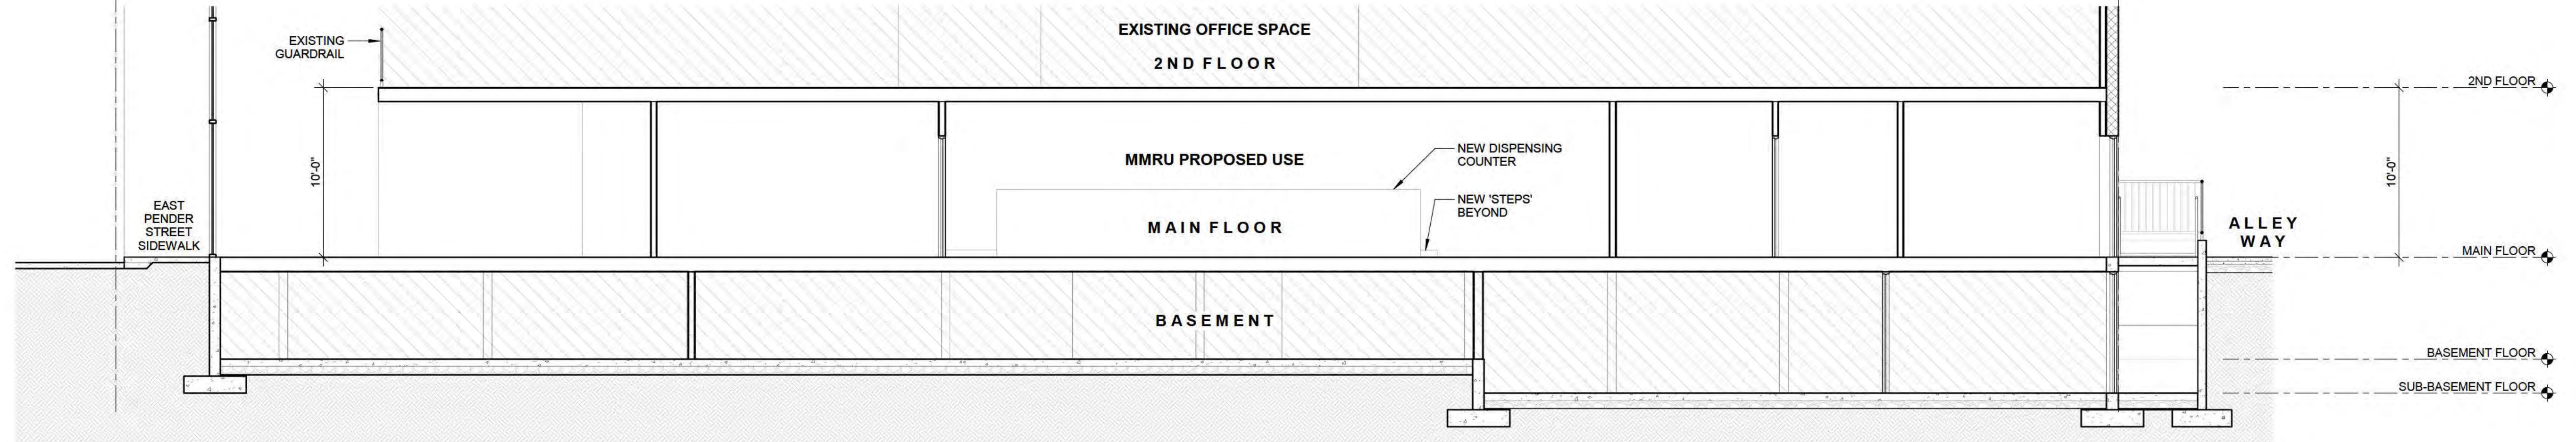 EXISTING OFFICE SPACE
2ND FLOOR
EXISTING
GUARDRAIL
2ND FLOOR
10'-0"
MMRU PROPOSED USE
NEW DISPENSING
COUNTER
NEW 'STEPS'
BEYOND
MAIN FLOOR
10'-0"
EAST
PENDER
STREET
SIDEWALK
ALLEY
WAY
MAIN FLOOR
BASEMENT
BASEMENT FLOOR
SUB-BASEMENT FLOOR